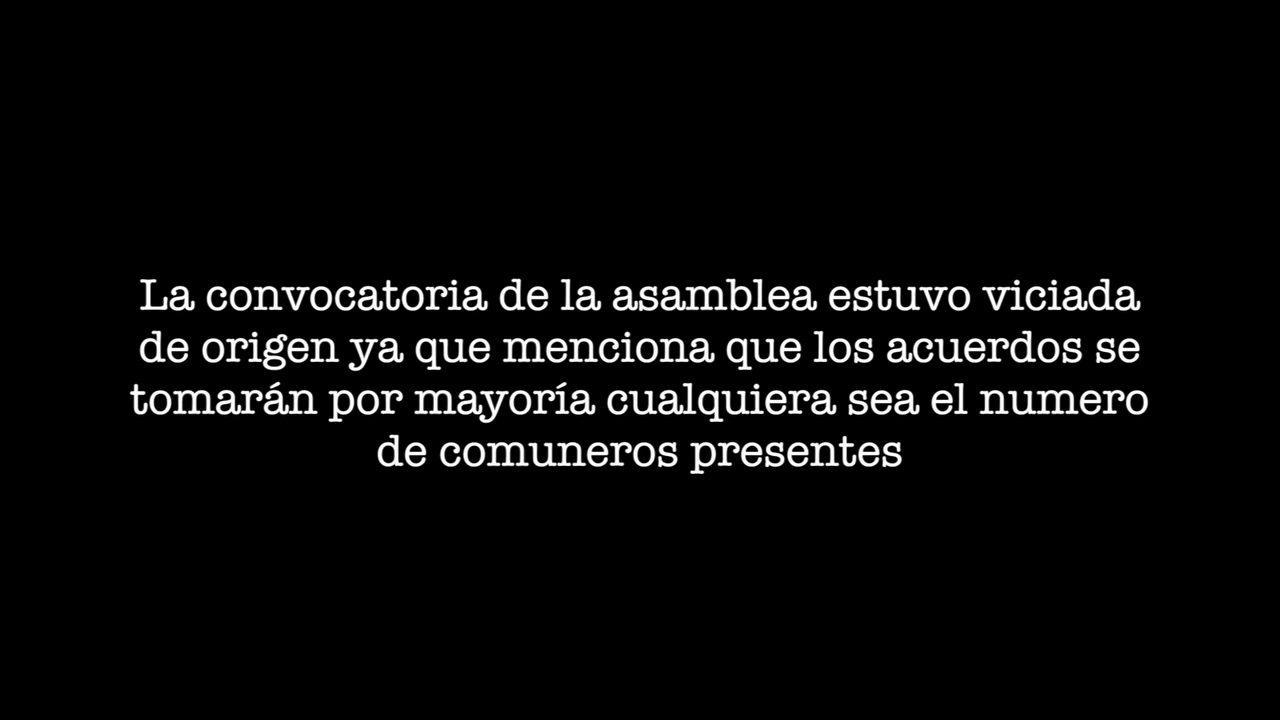 La convocatoria de la asamblea estuvo viciada
de origen ya que menciona que los acuerdos se
tomarán por mayoría cualquiera sea el numero
de comuneros presentes